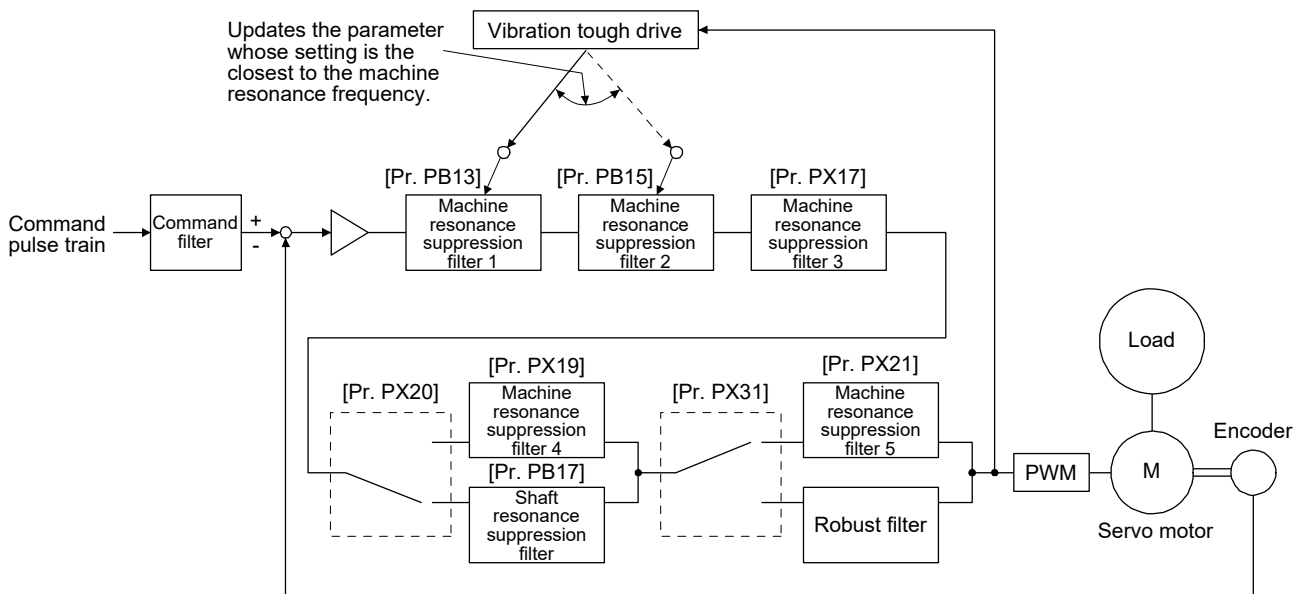 Updates the parameter
whose setting is the
closest to the machine
resonance frequency.
Vibration tough drive
[Pr. PB13]
[Pr. PB15]
[Pr. PX17]
Command
pulse train
Command
filter
+
-
Machine
resonance
suppression
filter 1
Machine
resonance
suppression
filter 2
Machine
resonance
suppression
filter 3
Load
[Pr. PX20]
[Pr. PX19]
Machine
resonance
suppression
filter 4
[Pr. PB17]
Shaft
resonance
suppression
filter
[Pr. PX31]
[Pr. PX21]
Machine
resonance
suppression
filter 5
Robust filter
PWM
M
Servo motor
Encoder